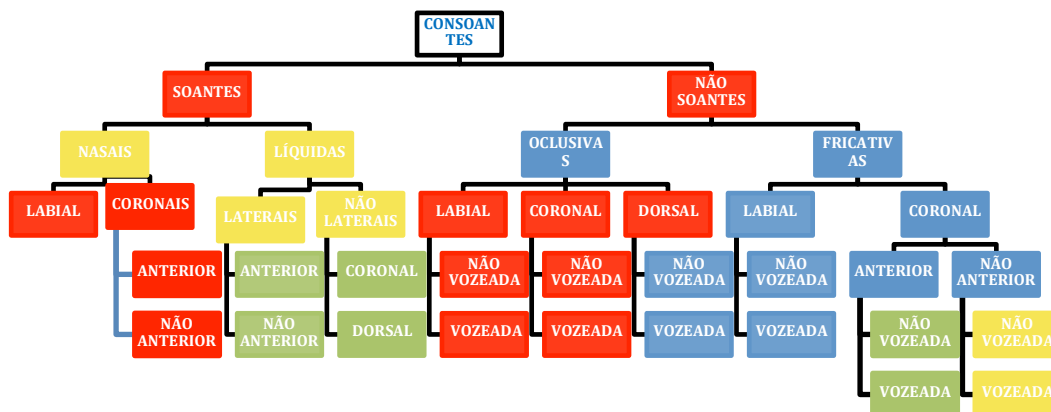 CONSOAN
TES
SOANTES
NÃO
SOANTES
NASAIS
LÍQUIDAS
OCLUSIVA
S
FRICATIV
AS
LABIAL
CORONAIS
LATERAIS
NÃO
LATERAIS
LABIAL
CORONAL
DORSAL
LABIAL
CORONAL
ANTERIOR
ANTERIOR
CORONAL
NÃO
VOZEADA
NÃO
VOZEADA
NÃO
VOZEADA
NÃO
VOZEADA
ANTERIOR
NÃO
ANTERIOR
NÃO
ANTERIOR
NÃO
ANTERIOR
DORSAL
VOZEADA
VOZEADA
VOZEADA
VOZEADA
NÃO
VOZEADA
NÃO
VOZEADA
VOZEADA
VOZEADA